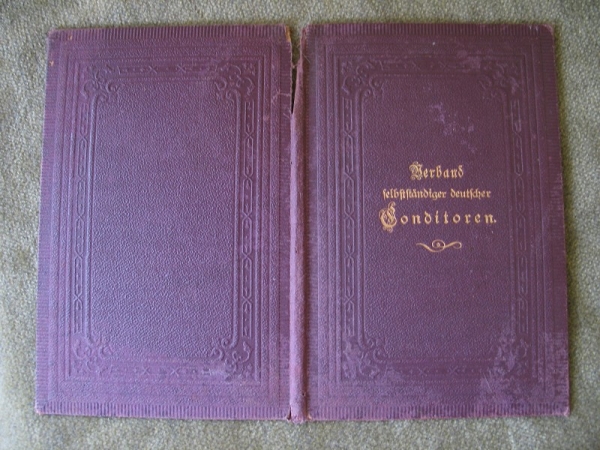 Verband
selbstständiger deutscher
Conditoren.